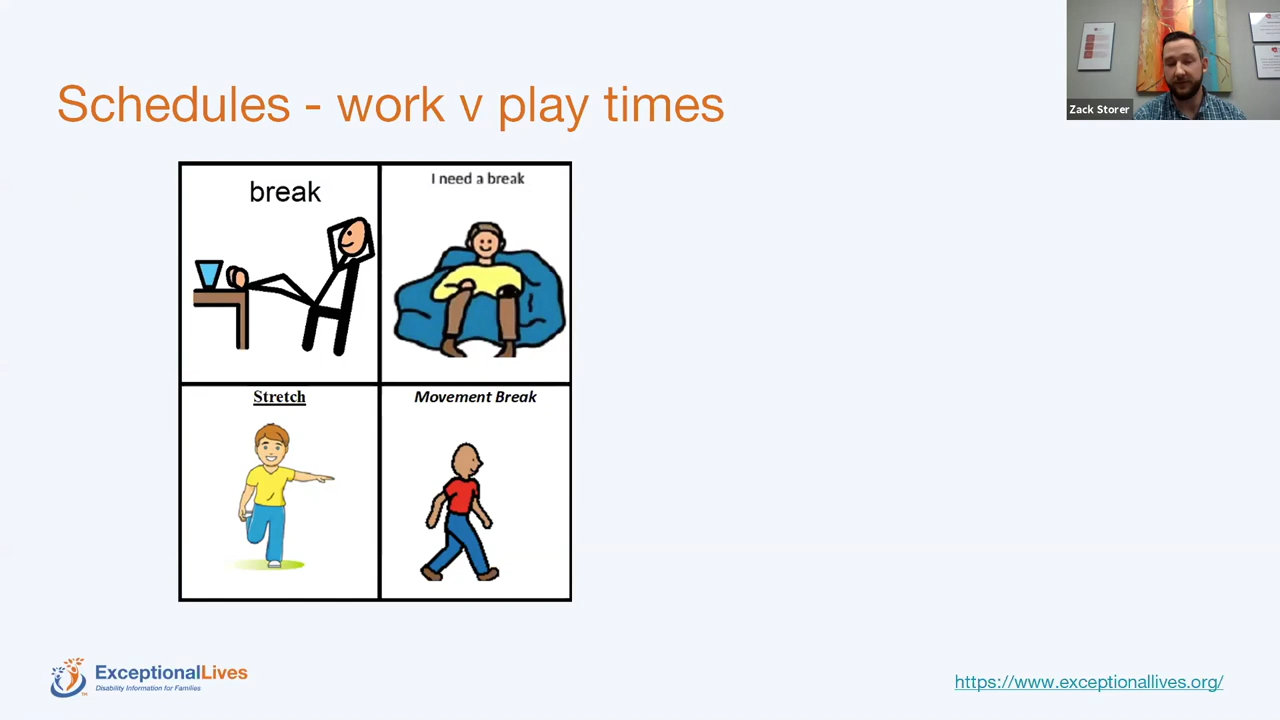 Schedules - work v play times
Zack Storer
break
I need a break
Stretch
Movement Break
ExceptionalLives
Disability Information for Families
TM
https://www.exceptionallives.org/